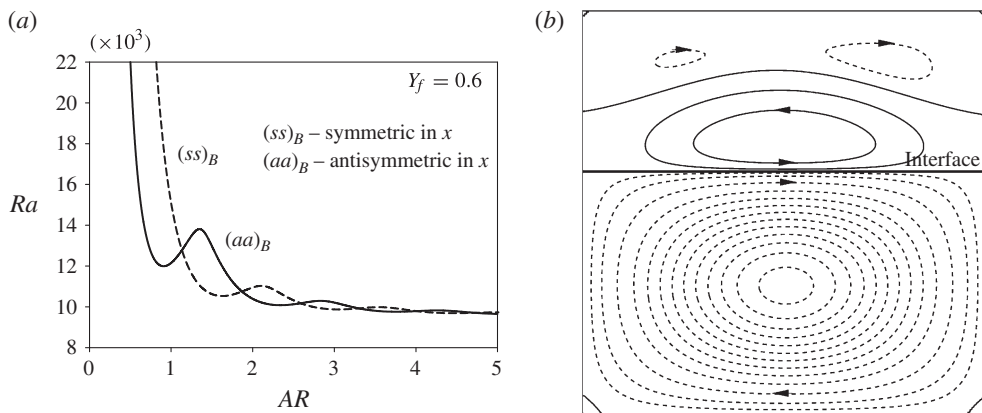 (a)
(×10³)
22
20
18
16
14
12
10
8
Ra
Y_f = 0.6
(ss)_B – symmetric in x
(aa)_B – antisymmetric in x
(ss)_B
(aa)_B
0 1 2 3 4 5
AR
(b)
Interface